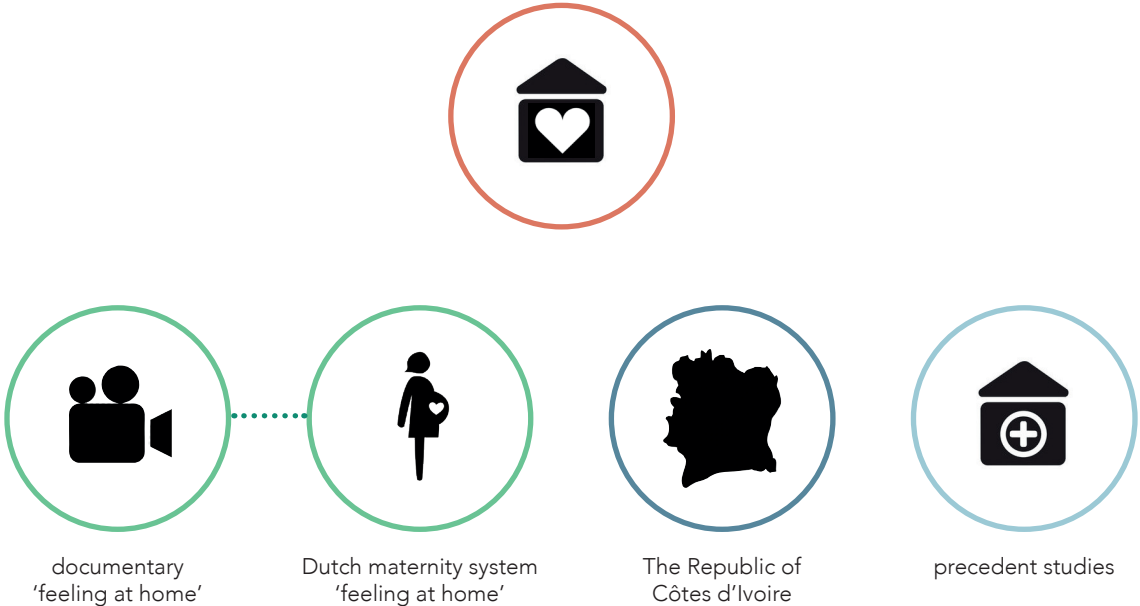 documentary
'feeling at home'
Dutch maternity system
'feeling at home'
The Republic of
Côtes d'Ivoire
precedent studies